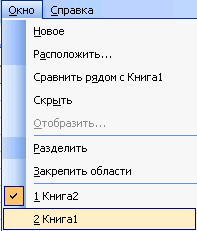 Окно Справка
Новое
Расположить...
Сравнить рядом с Книга1
Скрыть
Отобразить...
Разделить
Закрепить области
1 Книга2
2 Книга1